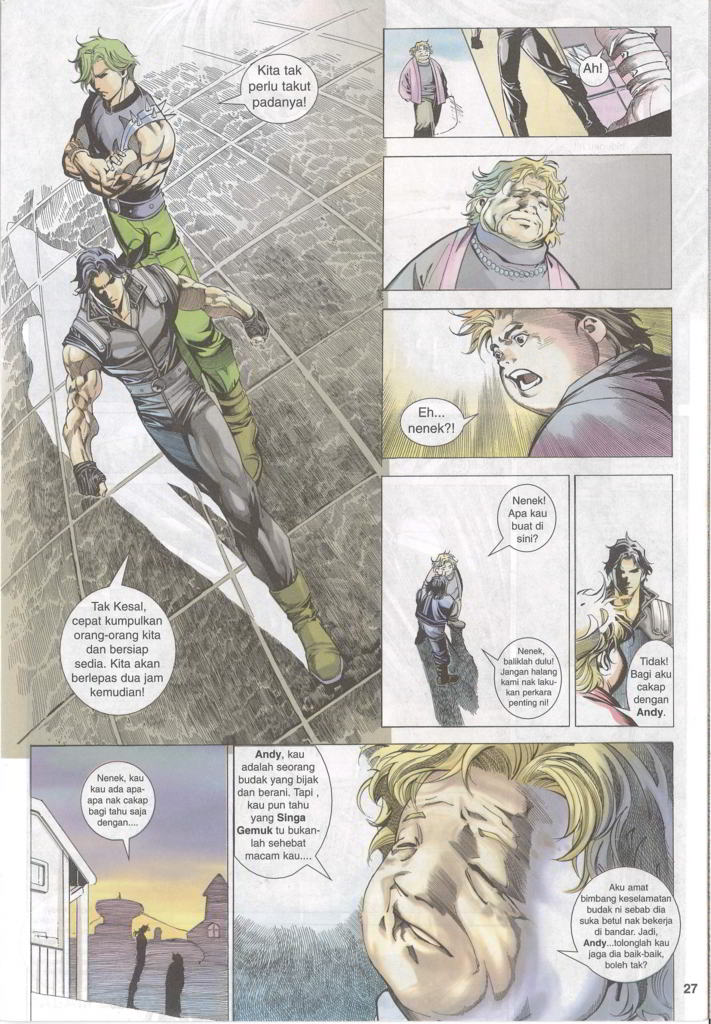 Kita tak
perlu takut
padanya!
Tak Kesal,
cepat kumpulkan
orang-orang kita
dan bersiap
sedia. Kita akan
berlepas dua jam
kemudian!
Ah!
Eh...
nenek?!
Nenek!
Apa kau
buat di
sini?
Nenek,
baliklah dulu!
Jangan halang
kami nak laku-
kan perkara
penting ni!
Tidak!
Bagi aku
cakap
dengan
Andy.
Nenek, kau
kau ada apa-
apa nak cakap
bagi tahu saja
dengan....
Andy, kau
adalah seorang
budak yang bijak
dan berani. Tapi ,
kau pun tahu
yang Singa
Gemuk tu bukan-
lah sehebat
macam kau....
Aku amat
bimbang keselamatan
budak ni sebab dia
suka betul nak bekerja
di bandar. Jadi,
Andy...tolonglah kau
jaga dia baik-baik,
boleh tak?
27